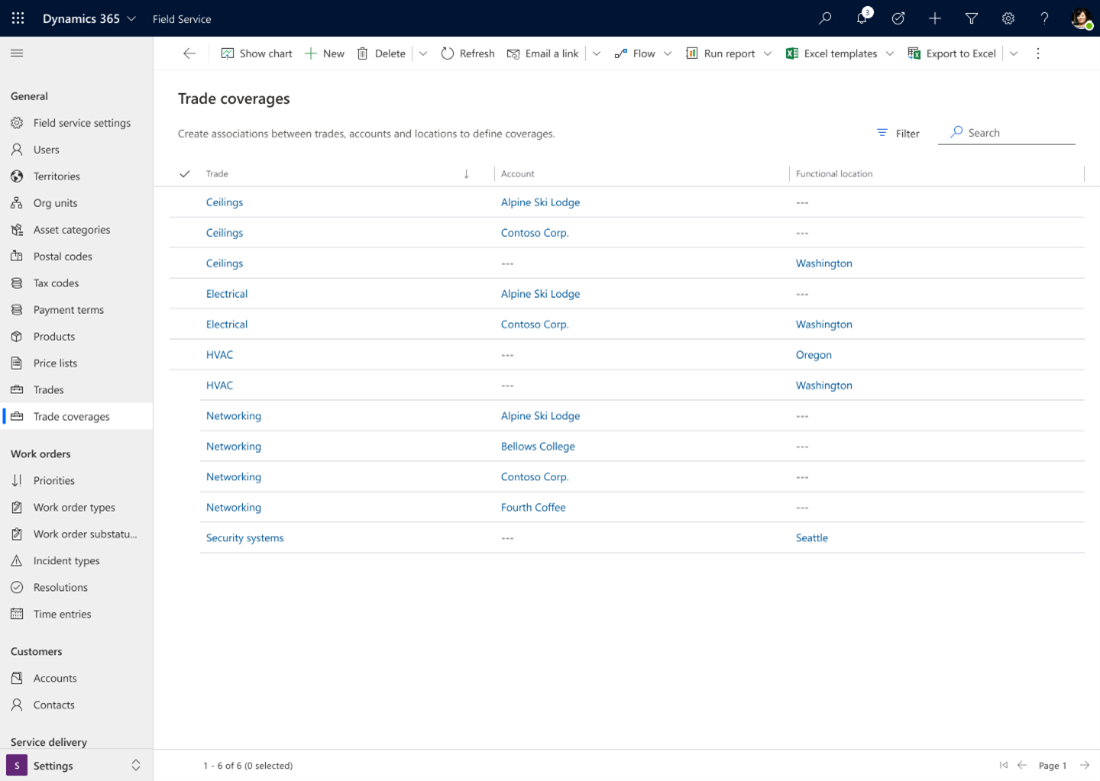 Dynamics 365 Field Service 3
Show chart New Delete Refresh Email a link Flow Run report Excel templates Export to Excel
General
Field service settings
Users
Territories
Org units
Asset categories
Postal codes
Tax codes
Payment terms
Products
Price lists
Trades
Trade coverages
Work orders
Priorities
Work order types
Work order substatu...
Incident types
Resolutions
Time entries
Customers
Accounts
Contacts
Service delivery
S Settings
Trade coverages
Create associations between trades, accounts and locations to define coverages.
Filter Search
Trade Account Functional location
Ceilings Alpine Ski Lodge ---
Ceilings Contoso Corp. ---
Ceilings --- Washington
Electrical Alpine Ski Lodge ---
Electrical Contoso Corp. Washington
HVAC --- Oregon
HVAC --- Washington
Networking Alpine Ski Lodge ---
Networking Bellows College ---
Networking Contoso Corp. ---
Networking Fourth Coffee ---
Security systems --- Seattle
1 - 6 of 6 (0 selected) Page 1